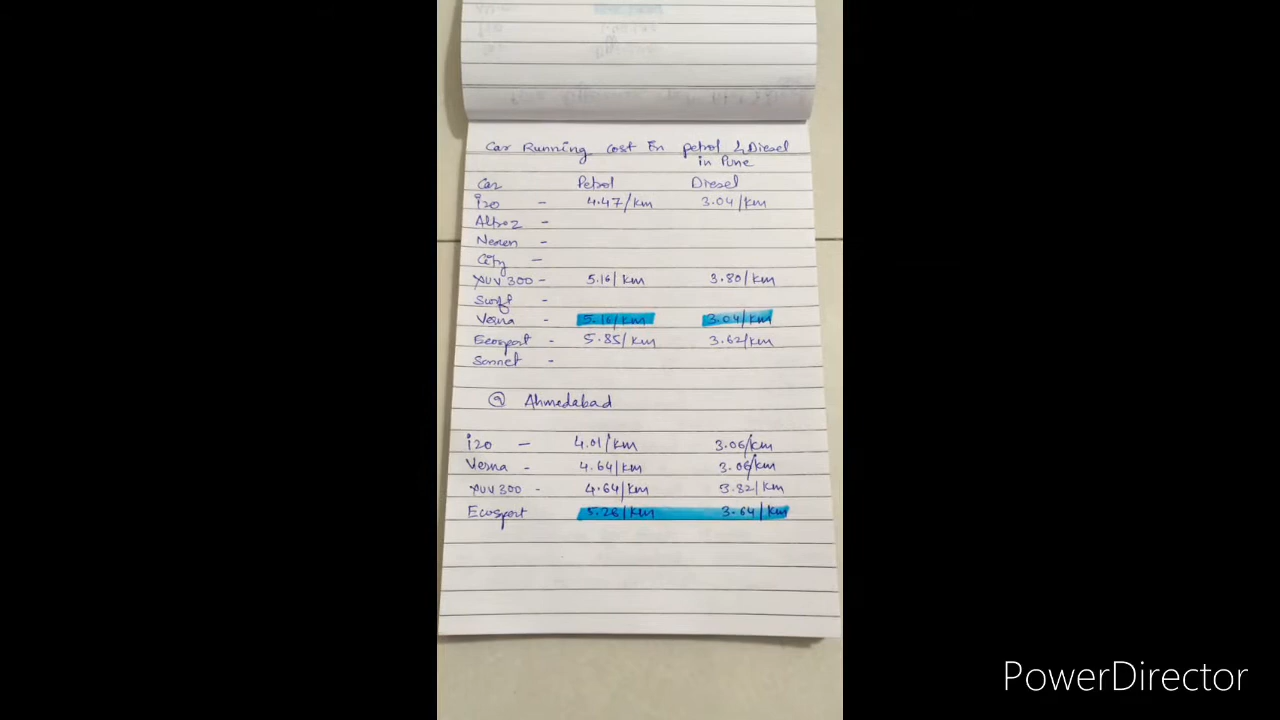 Car Running cost En petrol & Diesel
in Pune
Car Petrol Diesel
i20 - 4.47/km 3.04/km
Altroz -
Nexon -
City -
XUV 300 - 5.16/km 3.80/km
Swift -
Verna - 5.16/km 3.04/km
Ecosport - 5.85/km 3.62/km
Sonnet -
@ Ahmedabad
i20 - 4.01/km 3.06/km
Verna - 4.64/km 3.06/km
XUV 300 - 4.64/km 3.82/km
Ecosport 5.28/km 3.64/km
PowerDirector